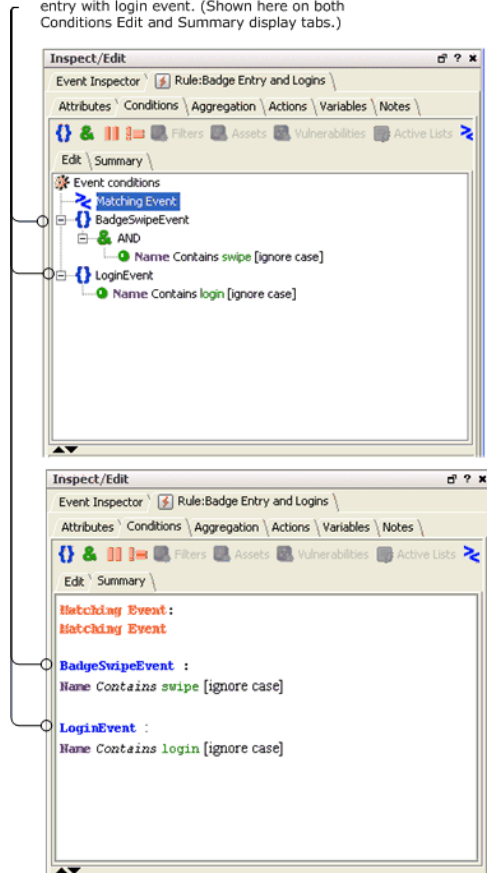 entry with login event. (Shown here on both
Conditions Edit and Summary display tabs.)
Inspect/Edit
Event Inspector Rule:Badge Entry and Logins
Attributes Conditions Aggregation Actions Variables Notes
Filters Assets Vulnerabilities Active Lists
Edit Summary
Event conditions
Matching Event
BadgeSwipeEvent
AND
Name Contains swipe [ignore case]
LoginEvent
Name Contains login [ignore case]
Inspect/Edit
Event Inspector Rule:Badge Entry and Logins
Attributes Conditions Aggregation Actions Variables Notes
Filters Assets Vulnerabilities Active Lists
Edit Summary
Matching Event:
Matching Event
BadgeSwipeEvent :
Name Contains swipe [ignore case]
LoginEvent :
Name Contains login [ignore case]